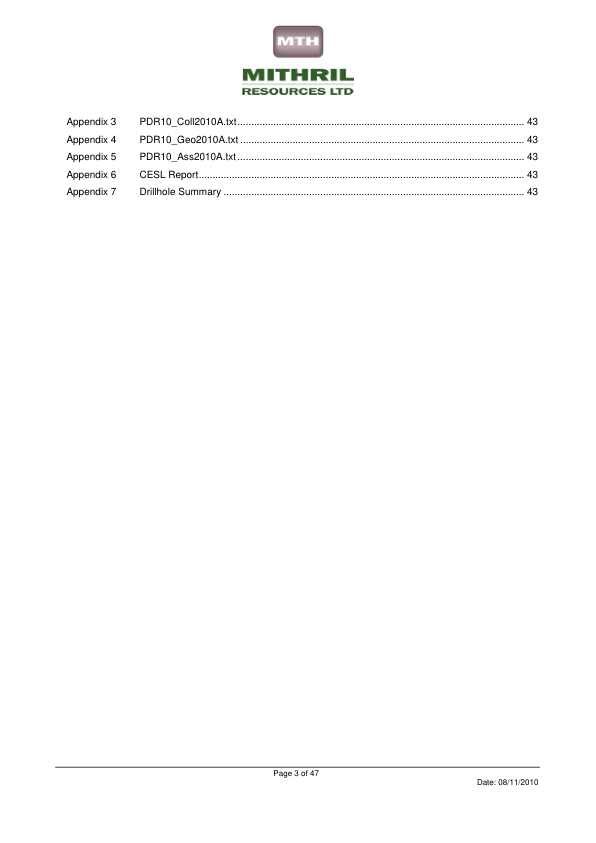 MTH
MITHRIL
RESOURCES LTD
Appendix 3 PDR10_Coll2010A.txt.......................................................................................................... 43
Appendix 4 PDR10_Geo2010A.txt......................................................................................................... 43
Appendix 5 PDR10_Ass2010A.txt.......................................................................................................... 43
Appendix 6 CESL Report....................................................................................................................... 43
Appendix 7 Drillhole Summary .............................................................................................................. 43
Page 3 of 47
Date: 08/11/2010